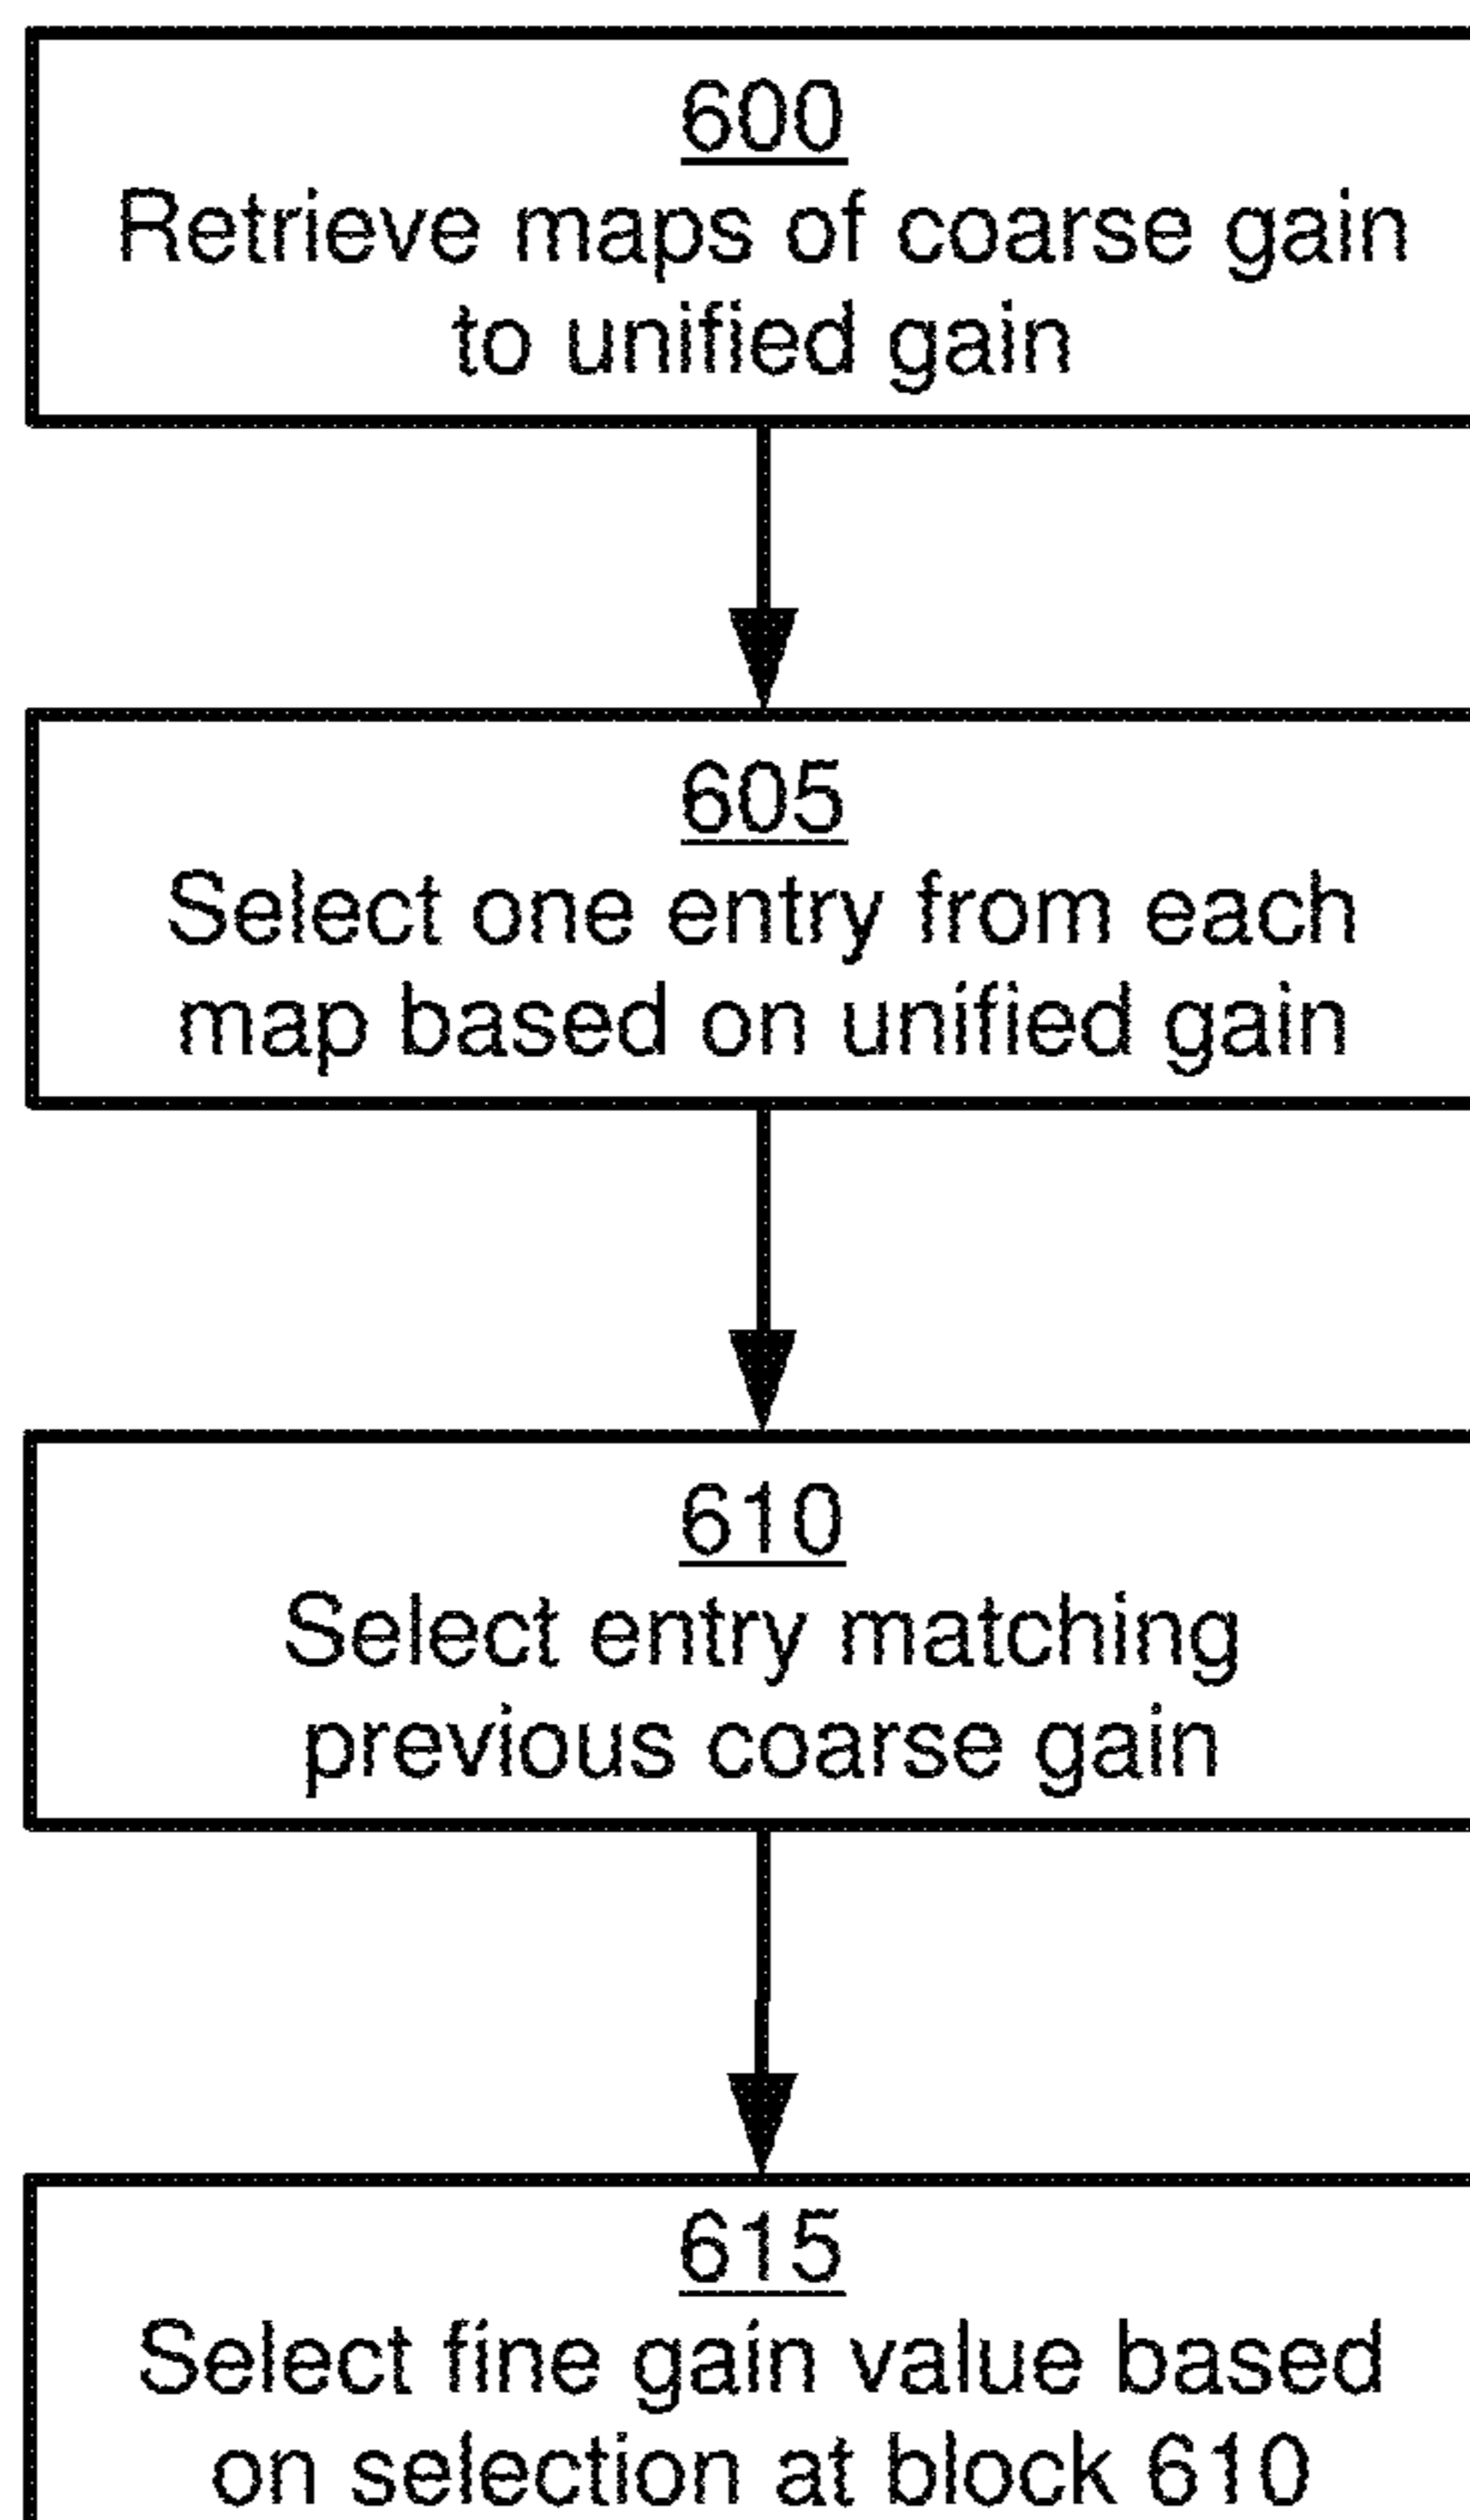 600
Retrieve maps of coarse gain
to unified gain
605
Select one entry from each
map based on unified gain
610
Select entry matching
previous coarse gain
615
Select fine gain value based
on selection at block 610